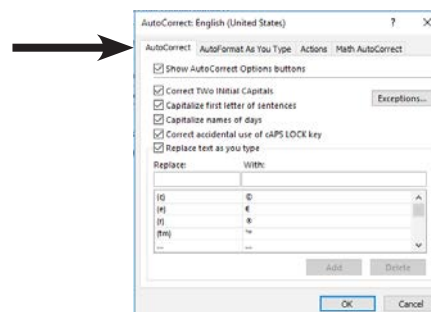 AutoCorrect: English (United States) ? X
AutoCorrect AutoFormat As You Type Actions Math AutoCorrect
Show AutoCorrect Options buttons
Correct TWo INitial CApitals
Exceptions...
Capitalize first letter of sentences
Capitalize names of days
Correct accidental use of cAPS LOCK key
Replace text as you type
Replace: With:
(c) ©
(e) €
(r) ®
(tm) ™
... ...
Add Delete
OK Cancel